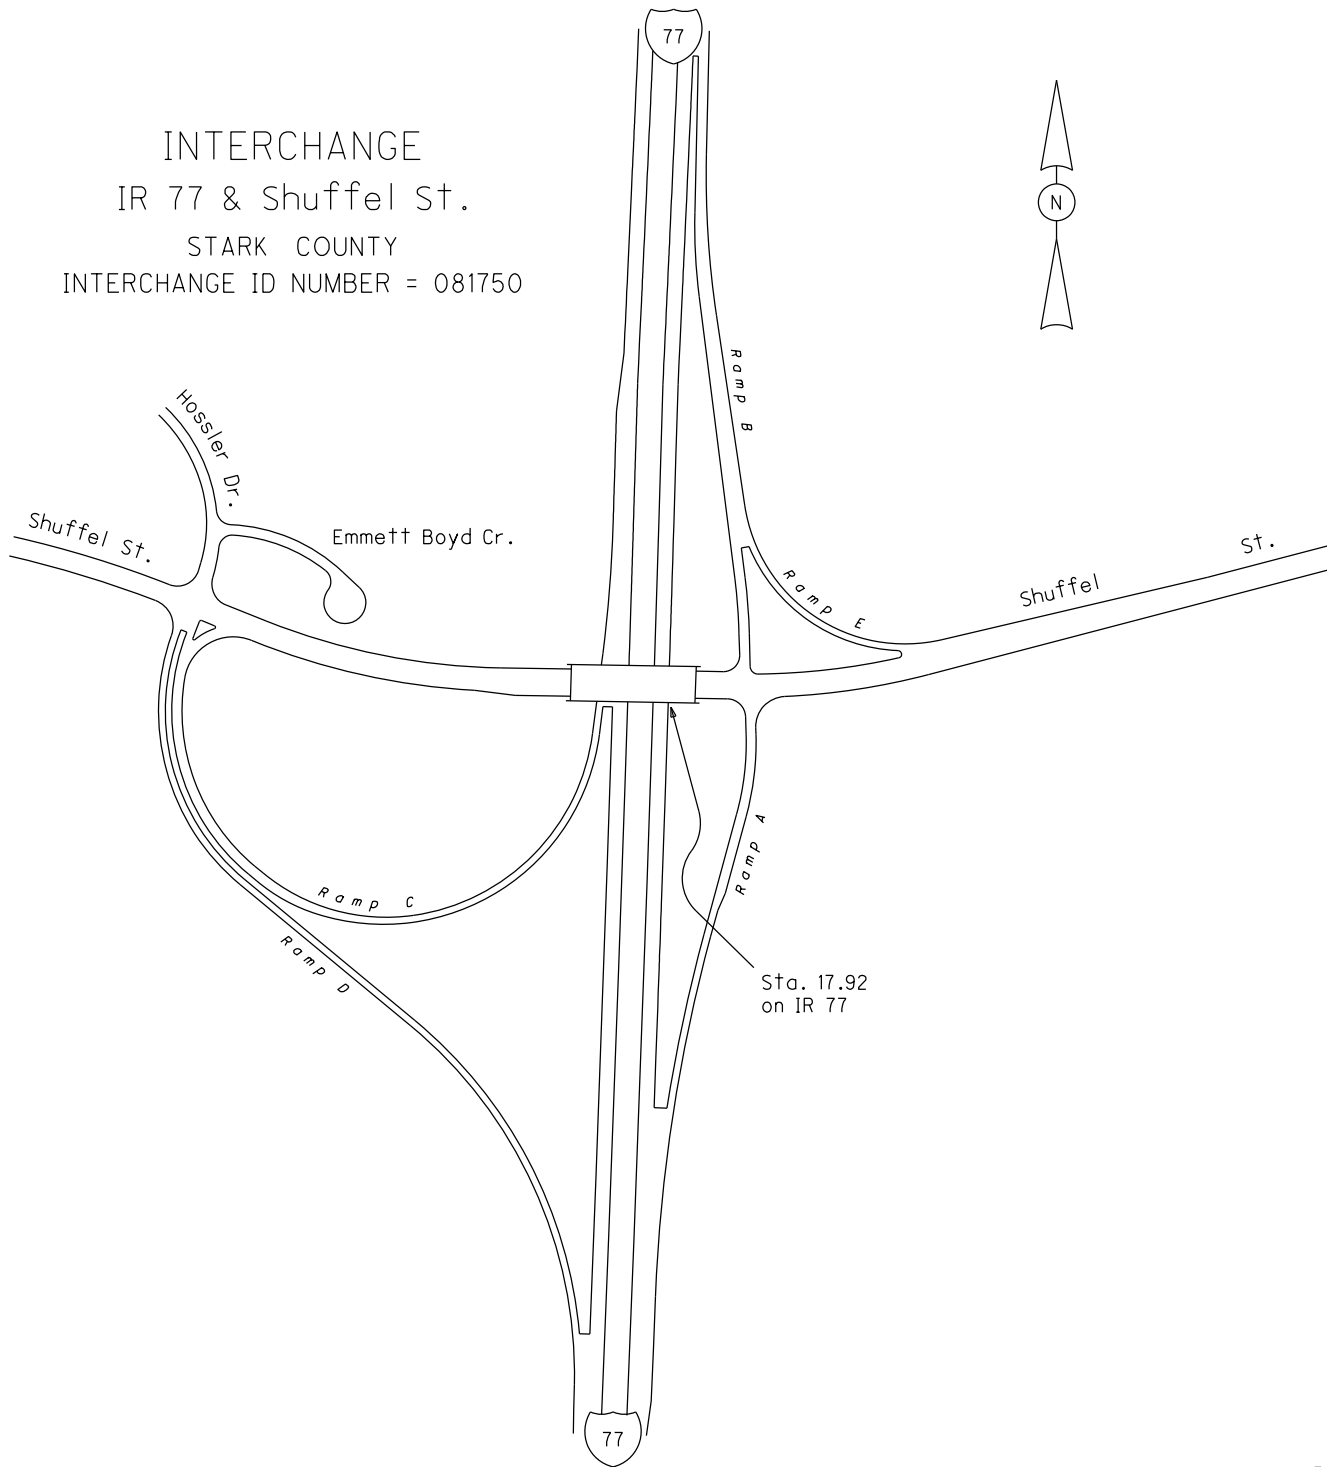 77
INTERCHANGE
IR 77 & Shuffel St.
STARK COUNTY
INTERCHANGE ID NUMBER = 081750
N
Ramp B
Hossler Dr.
Shuffel St.
Emmett Boyd Cr.
Shuffel St.
Ramp E
Ramp A
Ramp C
Ramp D
Sta. 17.92
on IR 77
77